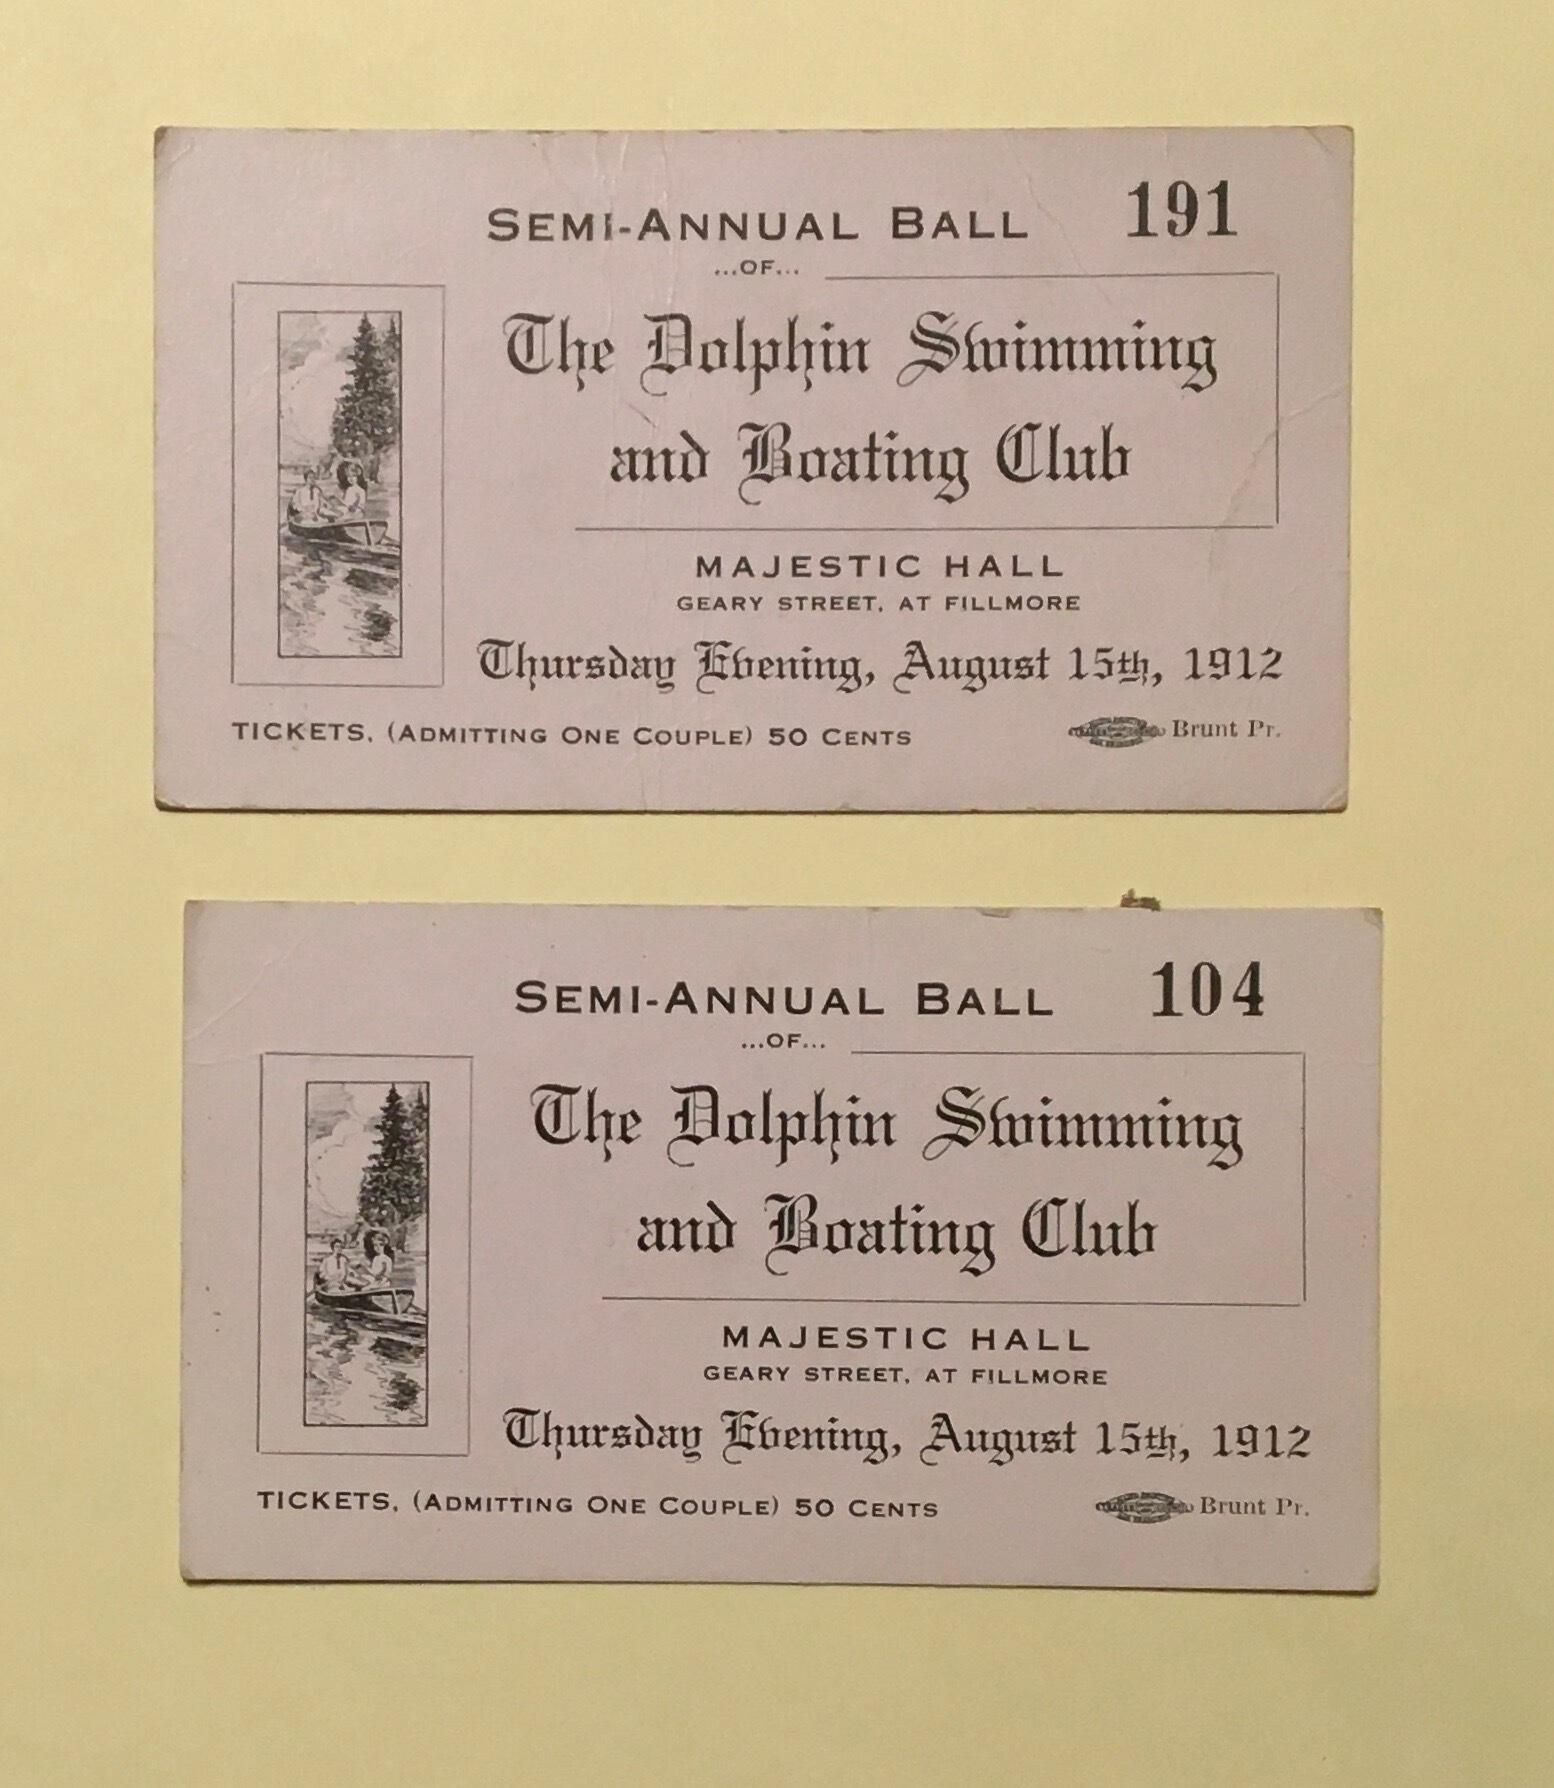 SEMI-ANNUAL BALL 191
...OF...
The Dolphin Swimming
and Boating Club
MAJESTIC HALL
GEARY STREET, AT FILLMORE
Thursday Evening, August 15th, 1912
TICKETS, (ADMITTING ONE COUPLE) 50 CENTS Brunt Pr.
SEMI-ANNUAL BALL 104
...OF...
The Dolphin Swimming
and Boating Club
MAJESTIC HALL
GEARY STREET, AT FILLMORE
Thursday Evening, August 15th, 1912
TICKETS, (ADMITTING ONE COUPLE) 50 CENTS Brunt Pr.